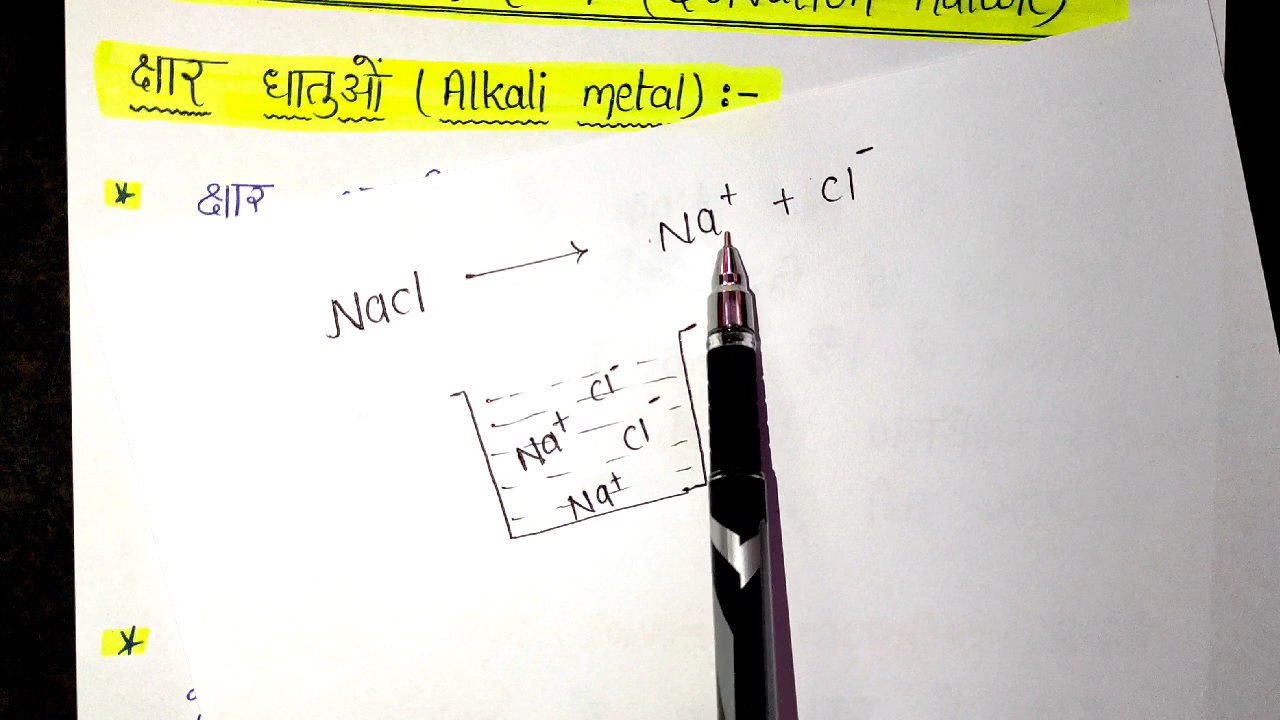 क्षार धातुओं (Alkali metal) :-
* क्षार
Nacl ⟶ Na⁺ + Cl⁻
Cl⁻
Na⁺ Cl⁻
Na⁺
*